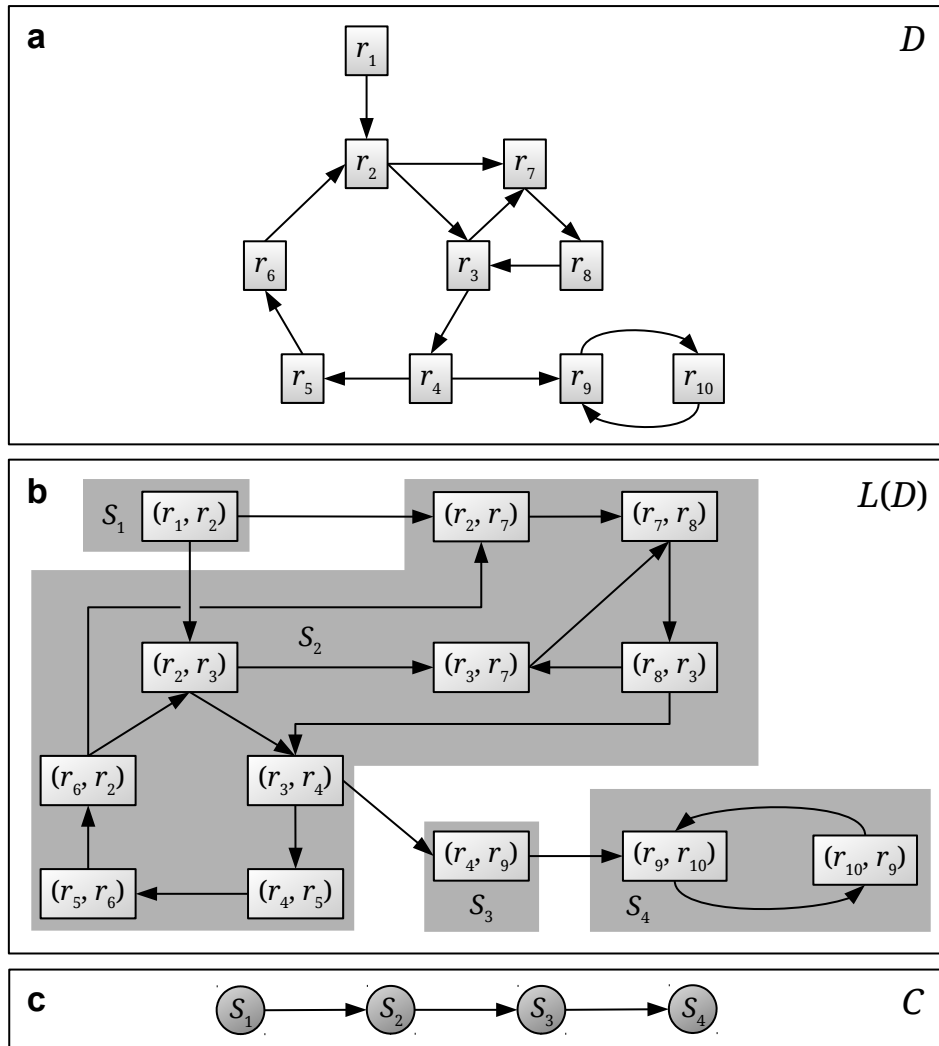 a D
r1
r2 r7
r6 r3 r8
r5 r4 r9 r10
b L(D)
S1 (r1, r2) (r2, r7) (r7, r8)
S2
(r2, r3) (r3, r7) (r8, r3)
(r6, r2) (r3, r4)
(r4, r9) (r9, r10) (r10, r9)
(r5, r6) (r4, r5) S3 S4
c S1 S2 S3 S4 C